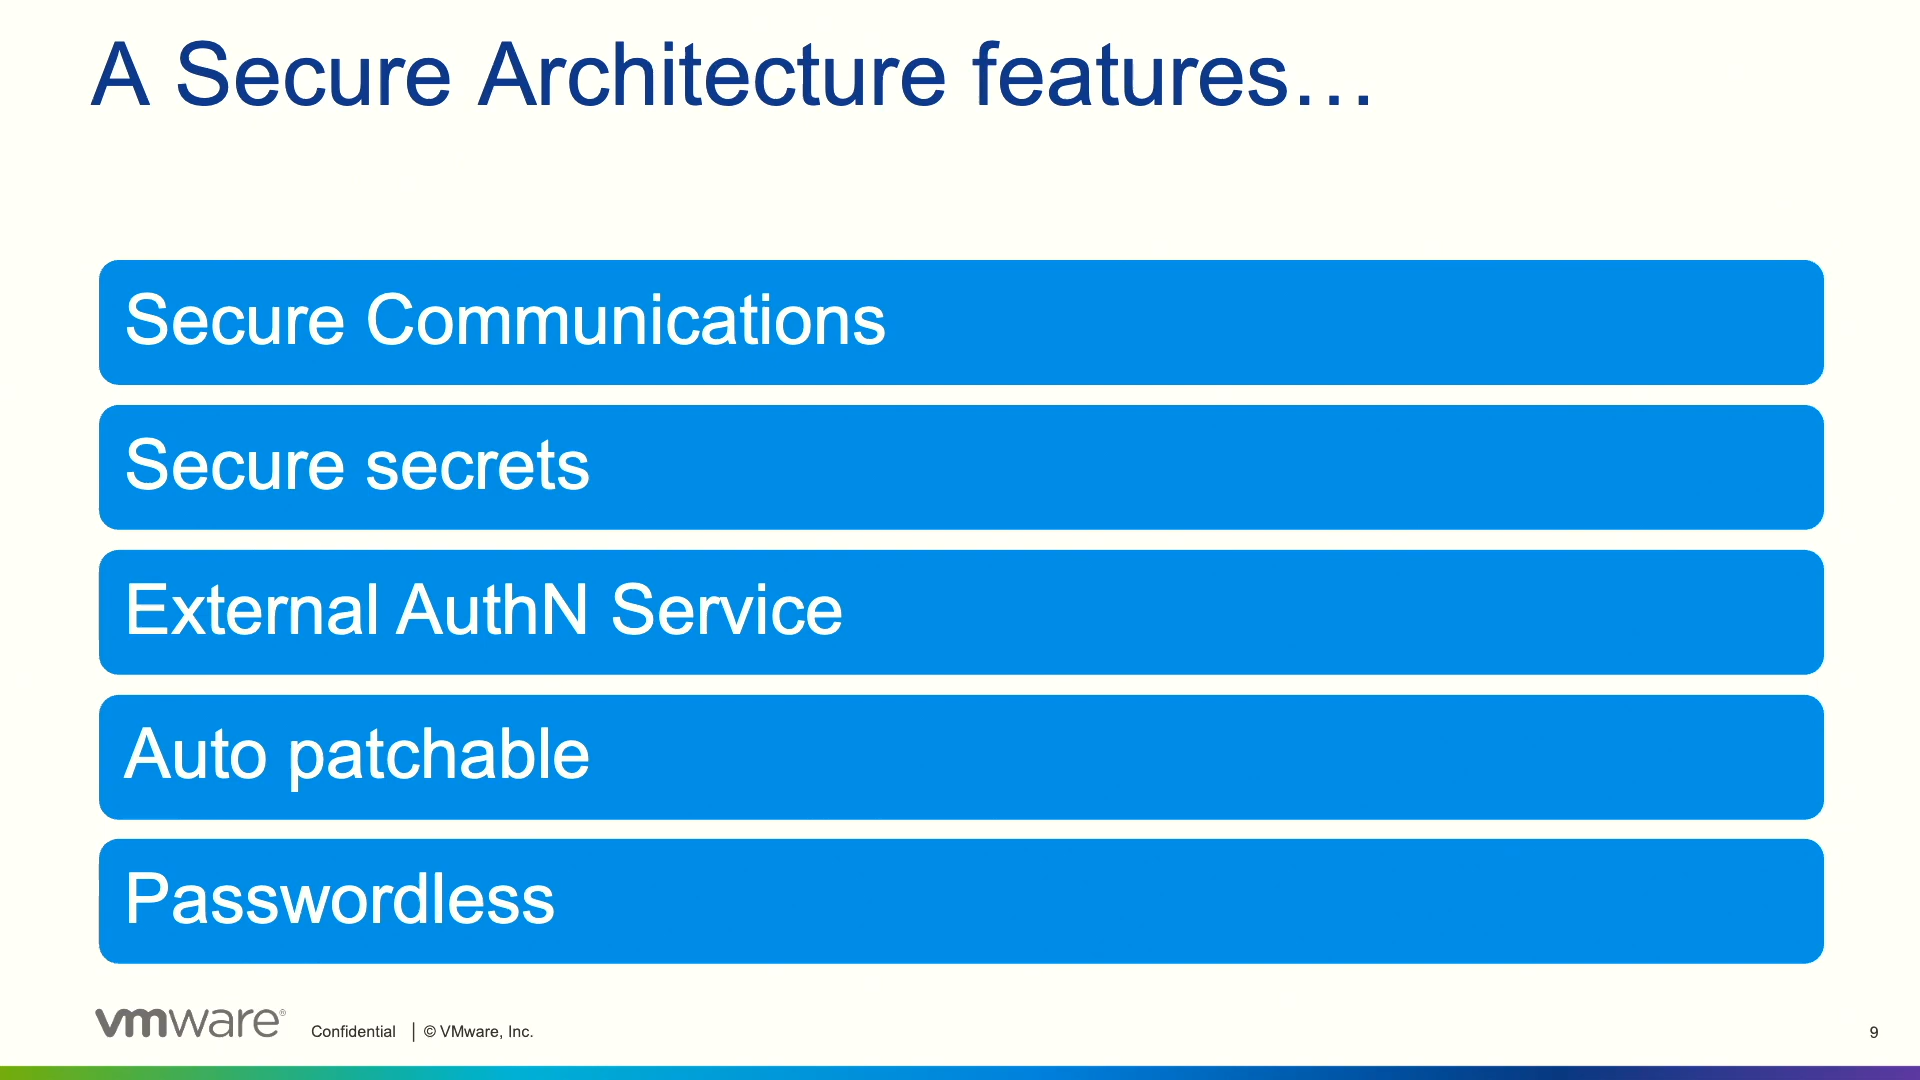 A Secure Architecture features…
Secure Communications
Secure secrets
External AuthN Service
Auto patchable
Passwordless
vmware® Confidential | © VMware, Inc. 9